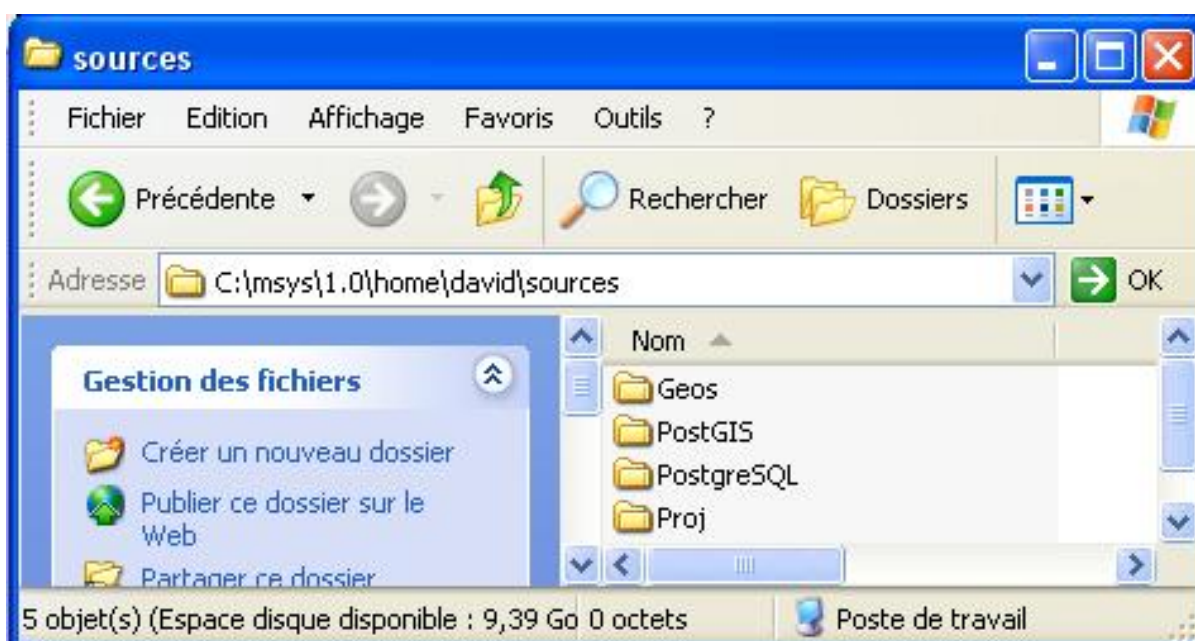 sources
Fichier Edition Affichage Favoris Outils ?
Précédente Rechercher Dossiers
Adresse C:\msys\1.0\home\david\sources OK
Gestion des fichiers
Créer un nouveau dossier
Publier ce dossier sur le
Web
Partager ce dossier
Nom
Geos
PostGIS
PostgreSQL
Proj
5 objet(s) (Espace disque disponible : 9,39 Go 0 octets Poste de travail